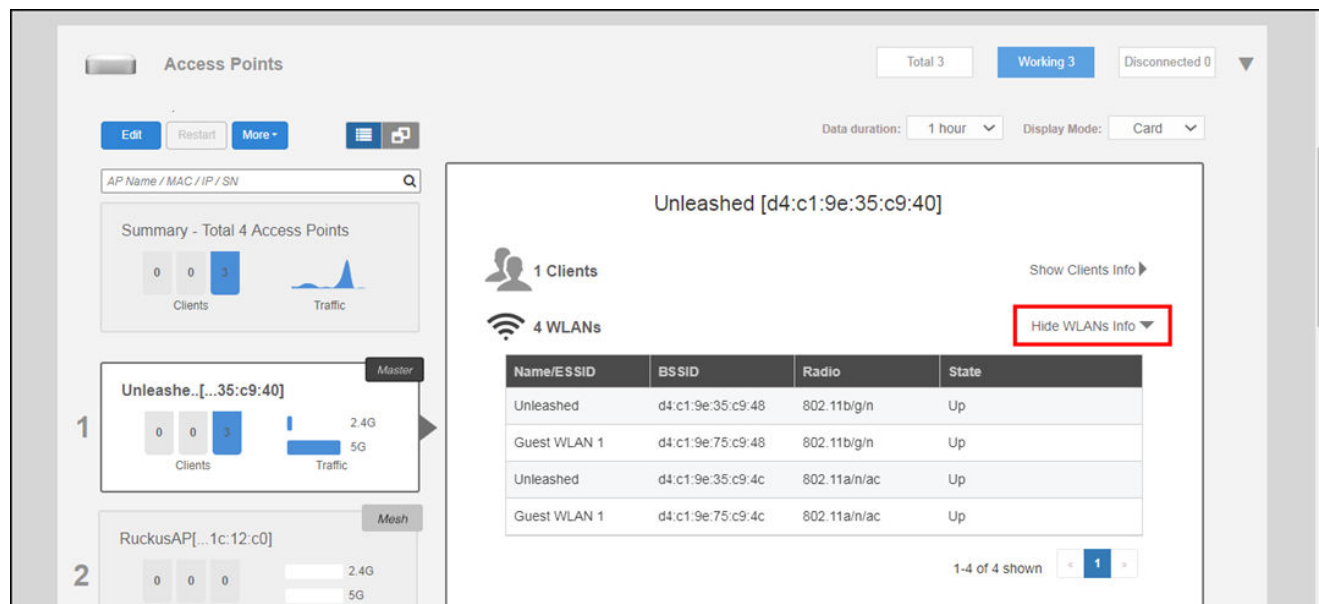 Access Points
Total 3
Working 3
Disconnected 0
Edit
Restart
More
Data duration: 1 hour
Display Mode: Card
AP Name / MAC / IP / SN
Summary - Total 4 Access Points
0 0 3
Clients
Traffic
1
Master
Unleashe..[...35:c9:40]
0 0 3
2.4G
5G
Clients
Traffic
2
Mesh
RuckusAP[...1c:12:c0]
0 0 0
2.4G
5G
Unleashed [d4:c1:9e:35:c9:40]
1 Clients
Show Clients Info
4 WLANs
Hide WLANs Info
Name/ESSID BSSID Radio State
Unleashed d4:c1:9e:35:c9:48 802.11b/g/n Up
Guest WLAN 1 d4:c1:9e:75:c9:48 802.11b/g/n Up
Unleashed d4:c1:9e:35:c9:4c 802.11a/n/ac Up
Guest WLAN 1 d4:c1:9e:75:c9:4c 802.11a/n/ac Up
1-4 of 4 shown « 1 »